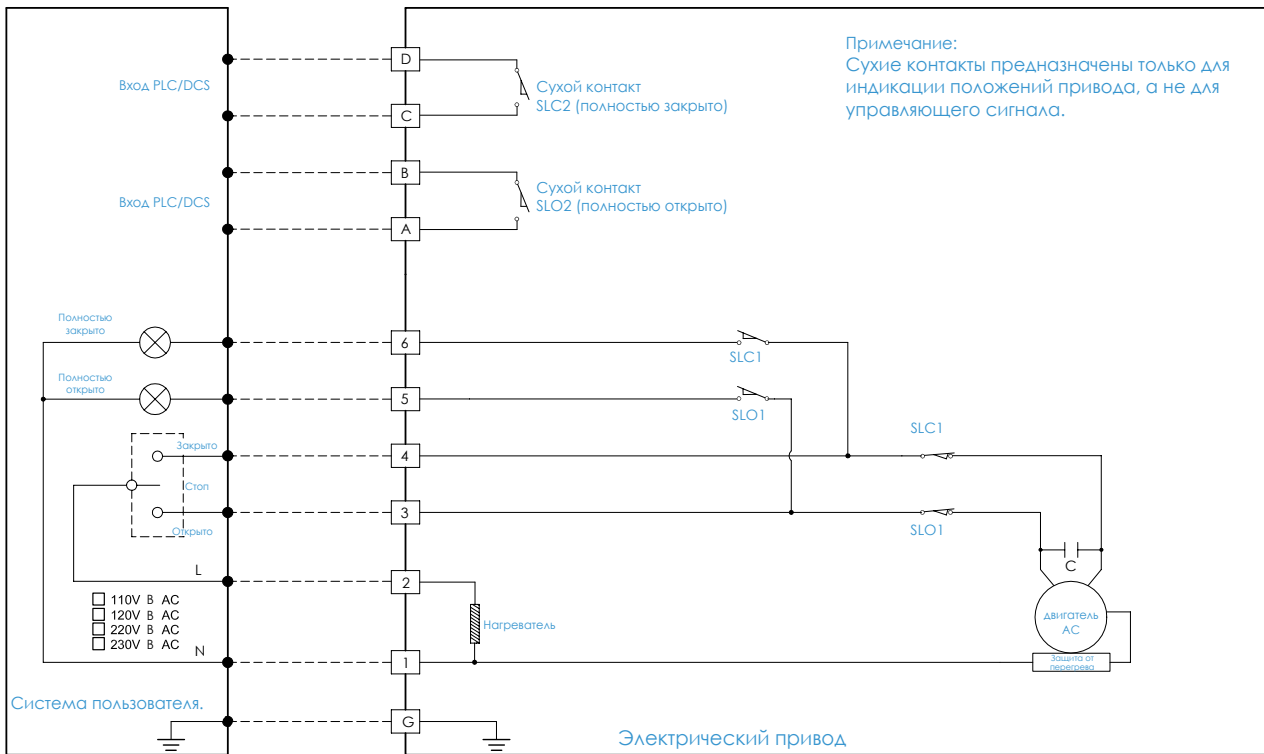 Примечание:
Сухие контакты предназначены только для
индикации положений привода, а не для
управляющего сигнала.
D
Вход PLC/DCS
Сухой контакт
SLC2 (полностью закрыто)
C
B
Вход PLC/DCS
Сухой контакт
SLO2 (полностью открыто)
A
Полностью
закрыто
6
SLC1
Полностью
открыто
5
SLO1
SLC1
Закрыто
4
Стоп
3
Открыто
SLO1
L
2
C
110V В AC
120V В AC
220V В AC
230V В AC
Нагреватель
двигатель
AC
N
1
Защита от
перегрева
Система пользователя.
G
Электрический привод